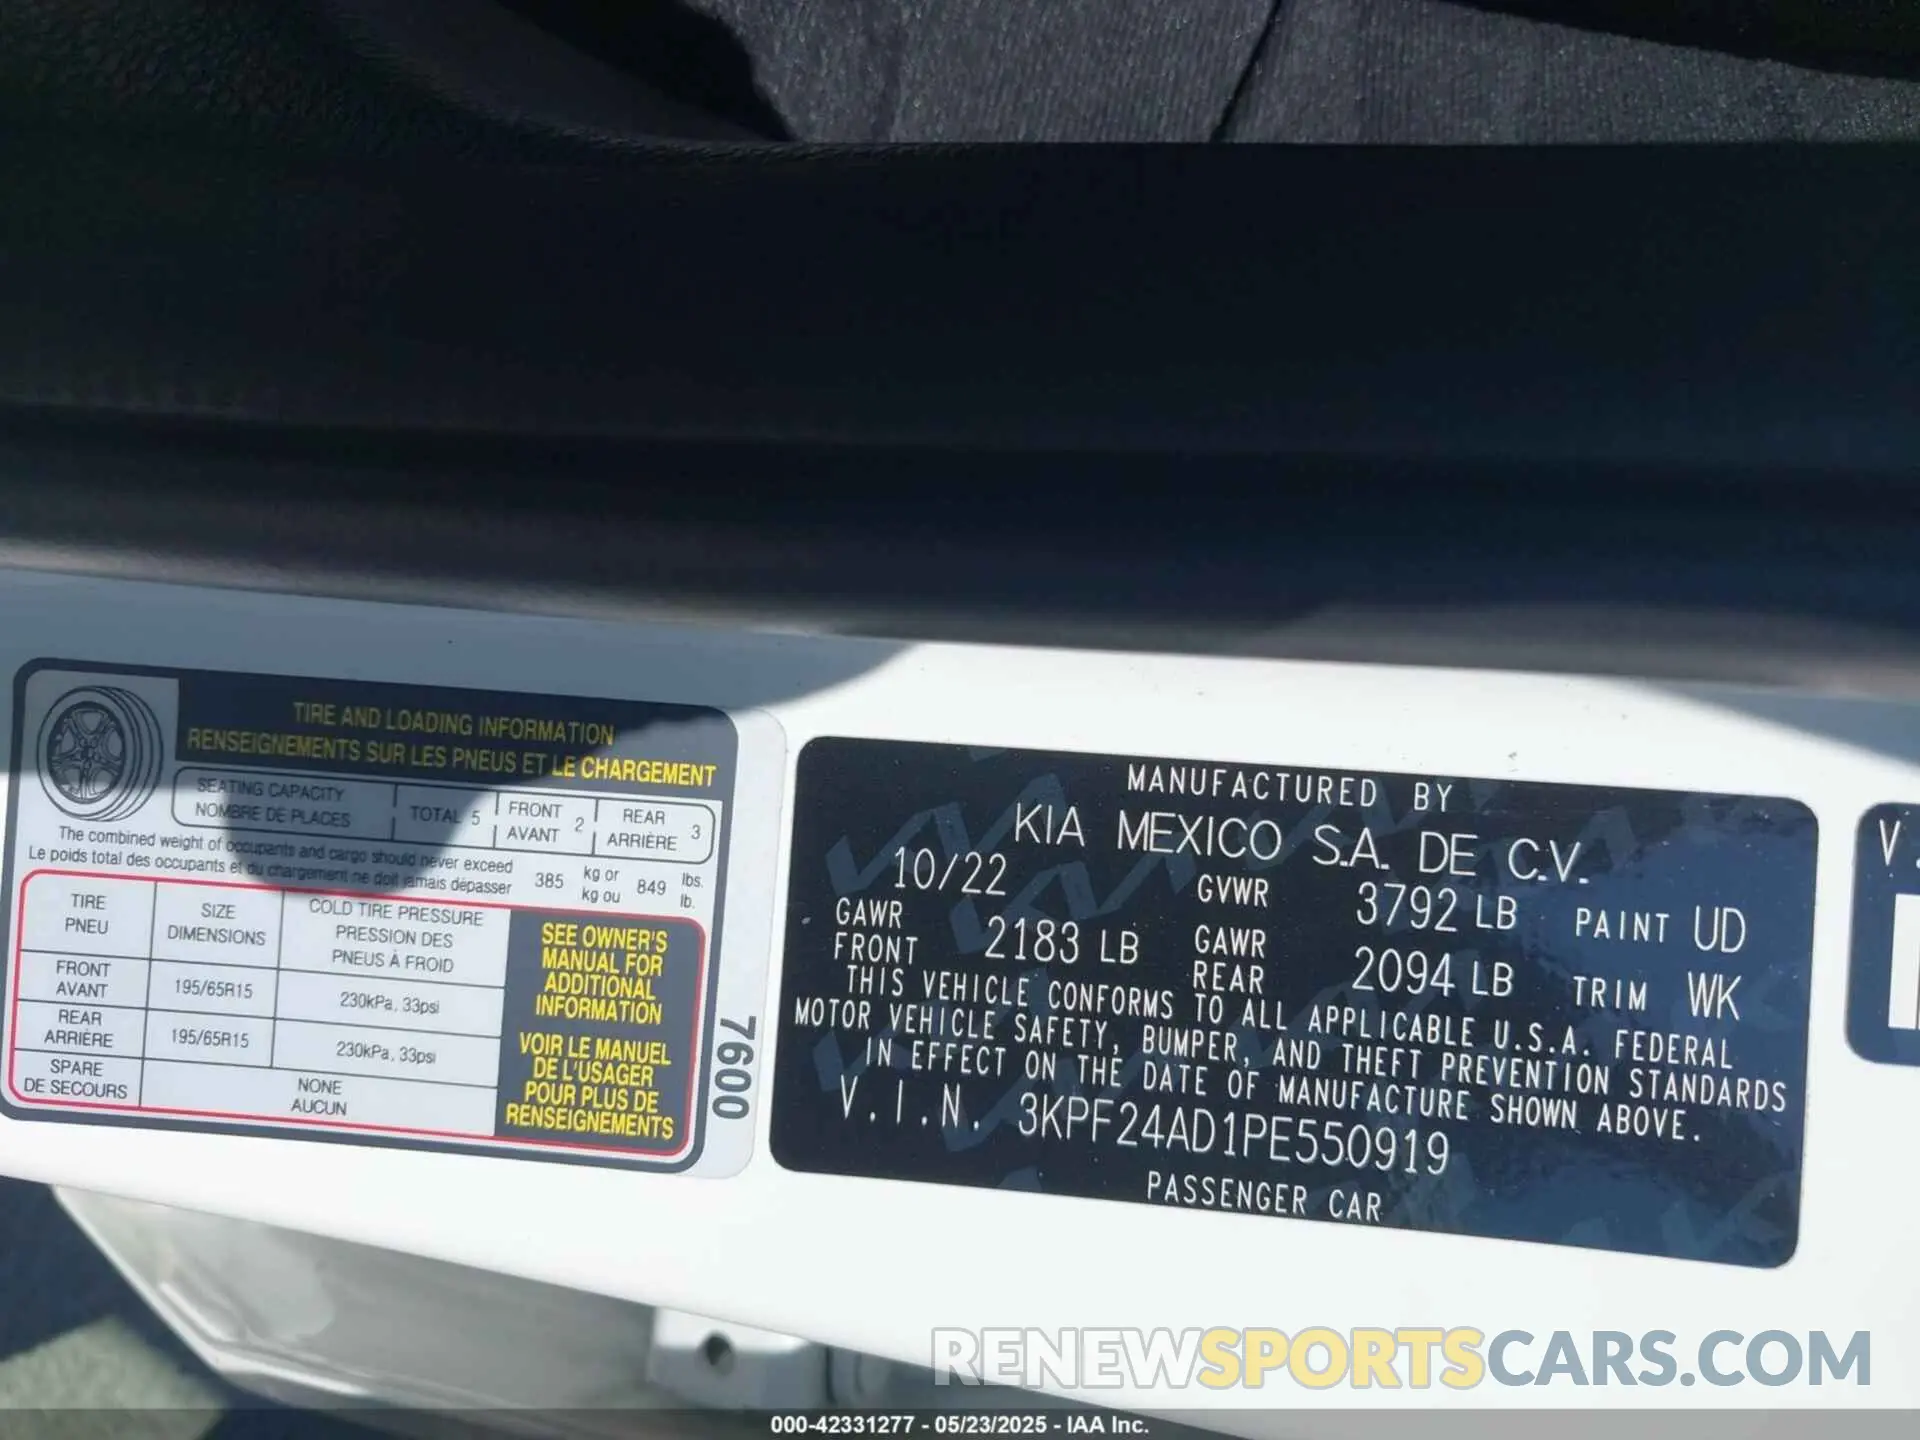 TIRE AND LOADING INFORMATION
RENSEIGNEMENTS SUR LES PNEUS ET LE CHARGEMENT
SEATING CAPACITY
NOMBRE DE PLACES
TOTAL 5
FRONT
AVANT
2
REAR
ARRIÈRE
3
The combined weight of occupants and cargo should never exceed
Le poids total des occupants et du chargement ne doit jamais dépasser
385
kg or
kg ou
849
lbs.
lb.
TIRE
PNEU
SIZE
DIMENSIONS
COLD TIRE PRESSURE
PRESSION DES
PNEUS À FROID
FRONT
AVANT
195/65R15
230kPa, 33psi
REAR
ARRIÈRE
195/65R15
230kPa, 33psi
SPARE
DE SECOURS
NONE
AUCUN
SEE OWNER'S
MANUAL FOR
ADDITIONAL
INFORMATION
VOIR LE MANUEL
DE L'USAGER
POUR PLUS DE
RENSEIGNEMENTS
7600
MANUFACTURED BY
KIA MEXICO S.A. DE C.V.
10/22
GVWR 3792 LB
PAINT UD
GAWR
FRONT
2183 LB
GAWR
REAR
2094 LB
TRIM WK
THIS VEHICLE CONFORMS TO ALL APPLICABLE U.S.A. FEDERAL
MOTOR VEHICLE SAFETY, BUMPER, AND THEFT PREVENTION STANDARDS
IN EFFECT ON THE DATE OF MANUFACTURE SHOWN ABOVE.
V.I.N. 3KPF24AD1PE550919
PASSENGER CAR
V.
RENEWSPORTSCARS.COM
000-42331277 - 05/23/2025 - IAA Inc.